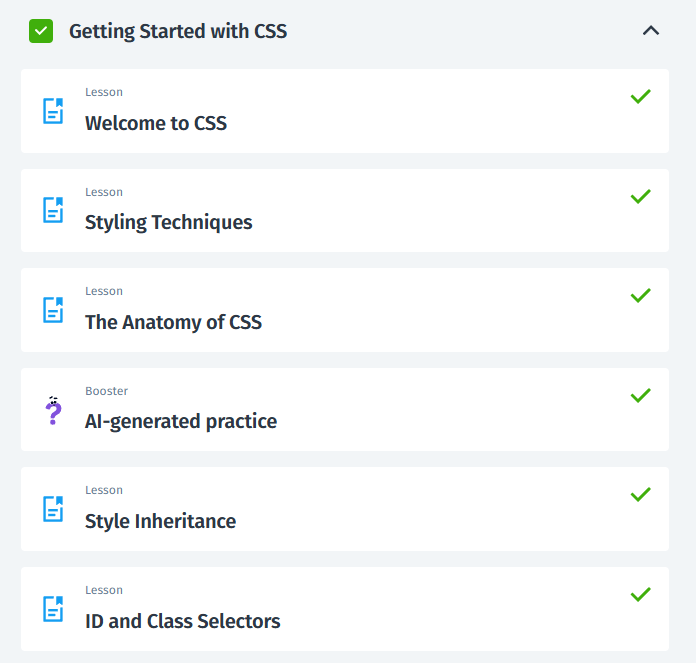 Getting Started with CSS
Lesson
Welcome to CSS
Lesson
Styling Techniques
Lesson
The Anatomy of CSS
Booster
AI-generated practice
Lesson
Style Inheritance
Lesson
ID and Class Selectors